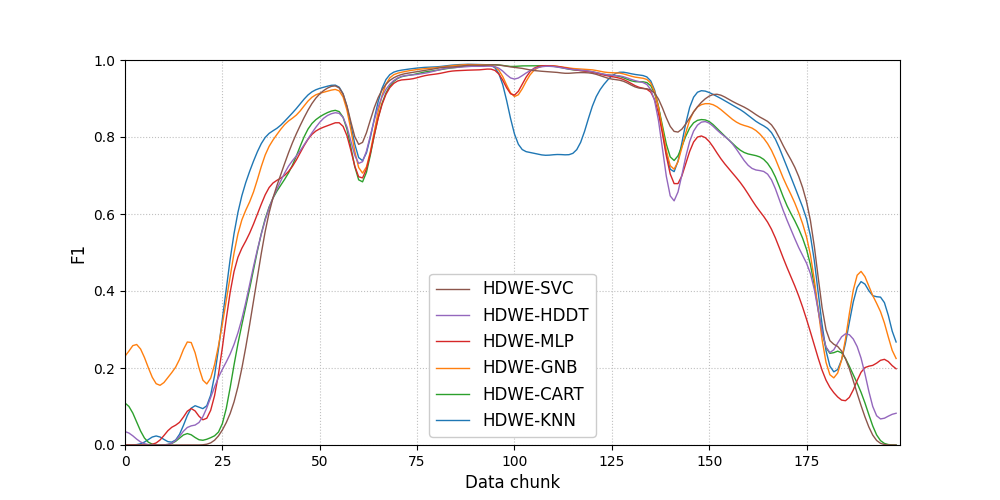 1.0
0.8
0.6
0.4
0.2
0.0
F1
HDWE-SVC
HDWE-HDDT
HDWE-MLP
HDWE-GNB
HDWE-CART
HDWE-KNN
0 25 50 75 100 125 150 175
Data chunk